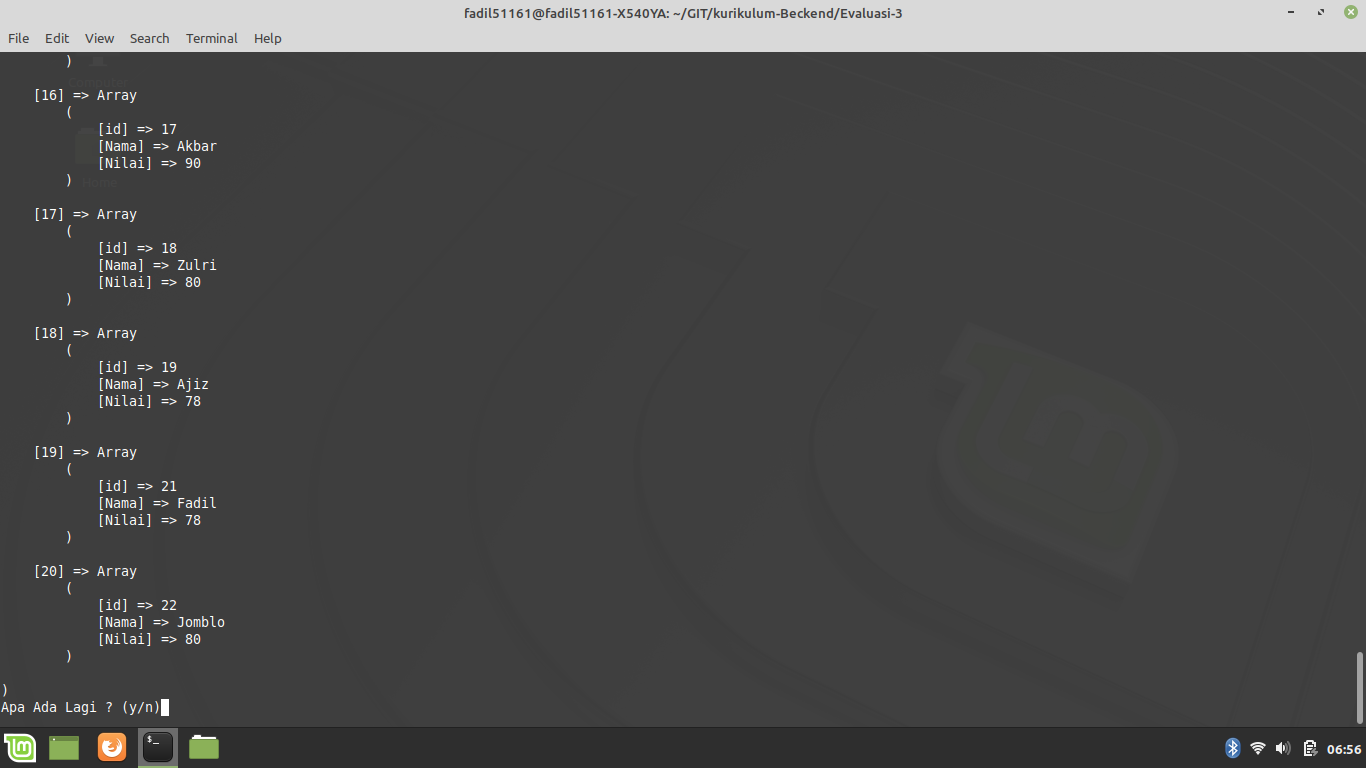 fadil51161@fadil51161-X540YA: ~/GIT/kurikulum-Beckend/Evaluasi-3
File Edit View Search Terminal Help
)
[16] => Array
(
[id] => 17
[Nama] => Akbar
[Nilai] => 90
)
[17] => Array
(
[id] => 18
[Nama] => Zulri
[Nilai] => 80
)
[18] => Array
(
[id] => 19
[Nama] => Ajiz
[Nilai] => 78
)
[19] => Array
(
[id] => 21
[Nama] => Fadil
[Nilai] => 78
)
[20] => Array
(
[id] => 22
[Nama] => Jomblo
[Nilai] => 80
)
)
Apa Ada Lagi ? (y/n)
06:56